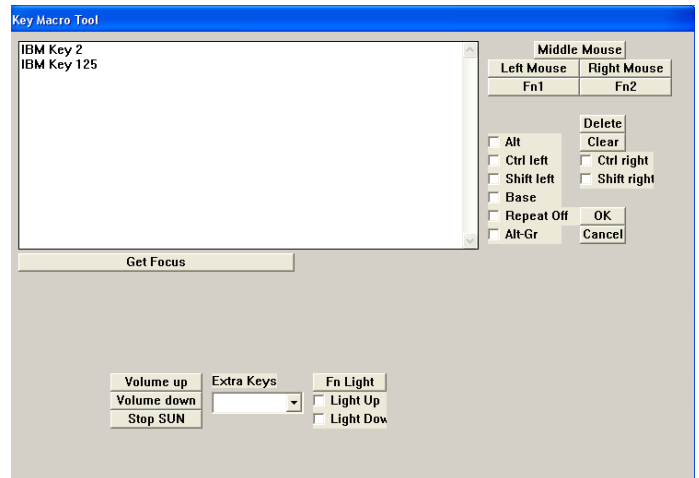 Key Macro Tool
IBM Key 2
IBM Key 125
Middle Mouse
Left Mouse Right Mouse
Fn1 Fn2
Delete
Alt Clear
Ctrl left Ctrl right
Shift left Shift right
Base
Repeat Off OK
Alt-Gr Cancel
Get Focus
Volume up Extra Keys Fn Light
Volume down Light Up
Stop SUN Light Dow